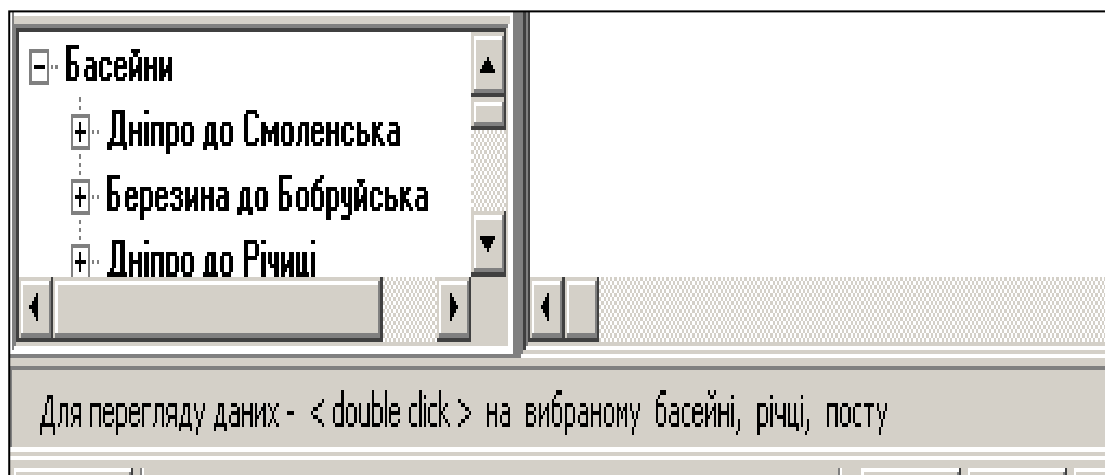 Басейни
Дніпро до Смоленська
Березина до Бобруйська
Дніпро до Річиці
Для перегляду даних - < double click > на вибраному басейні, річці, посту